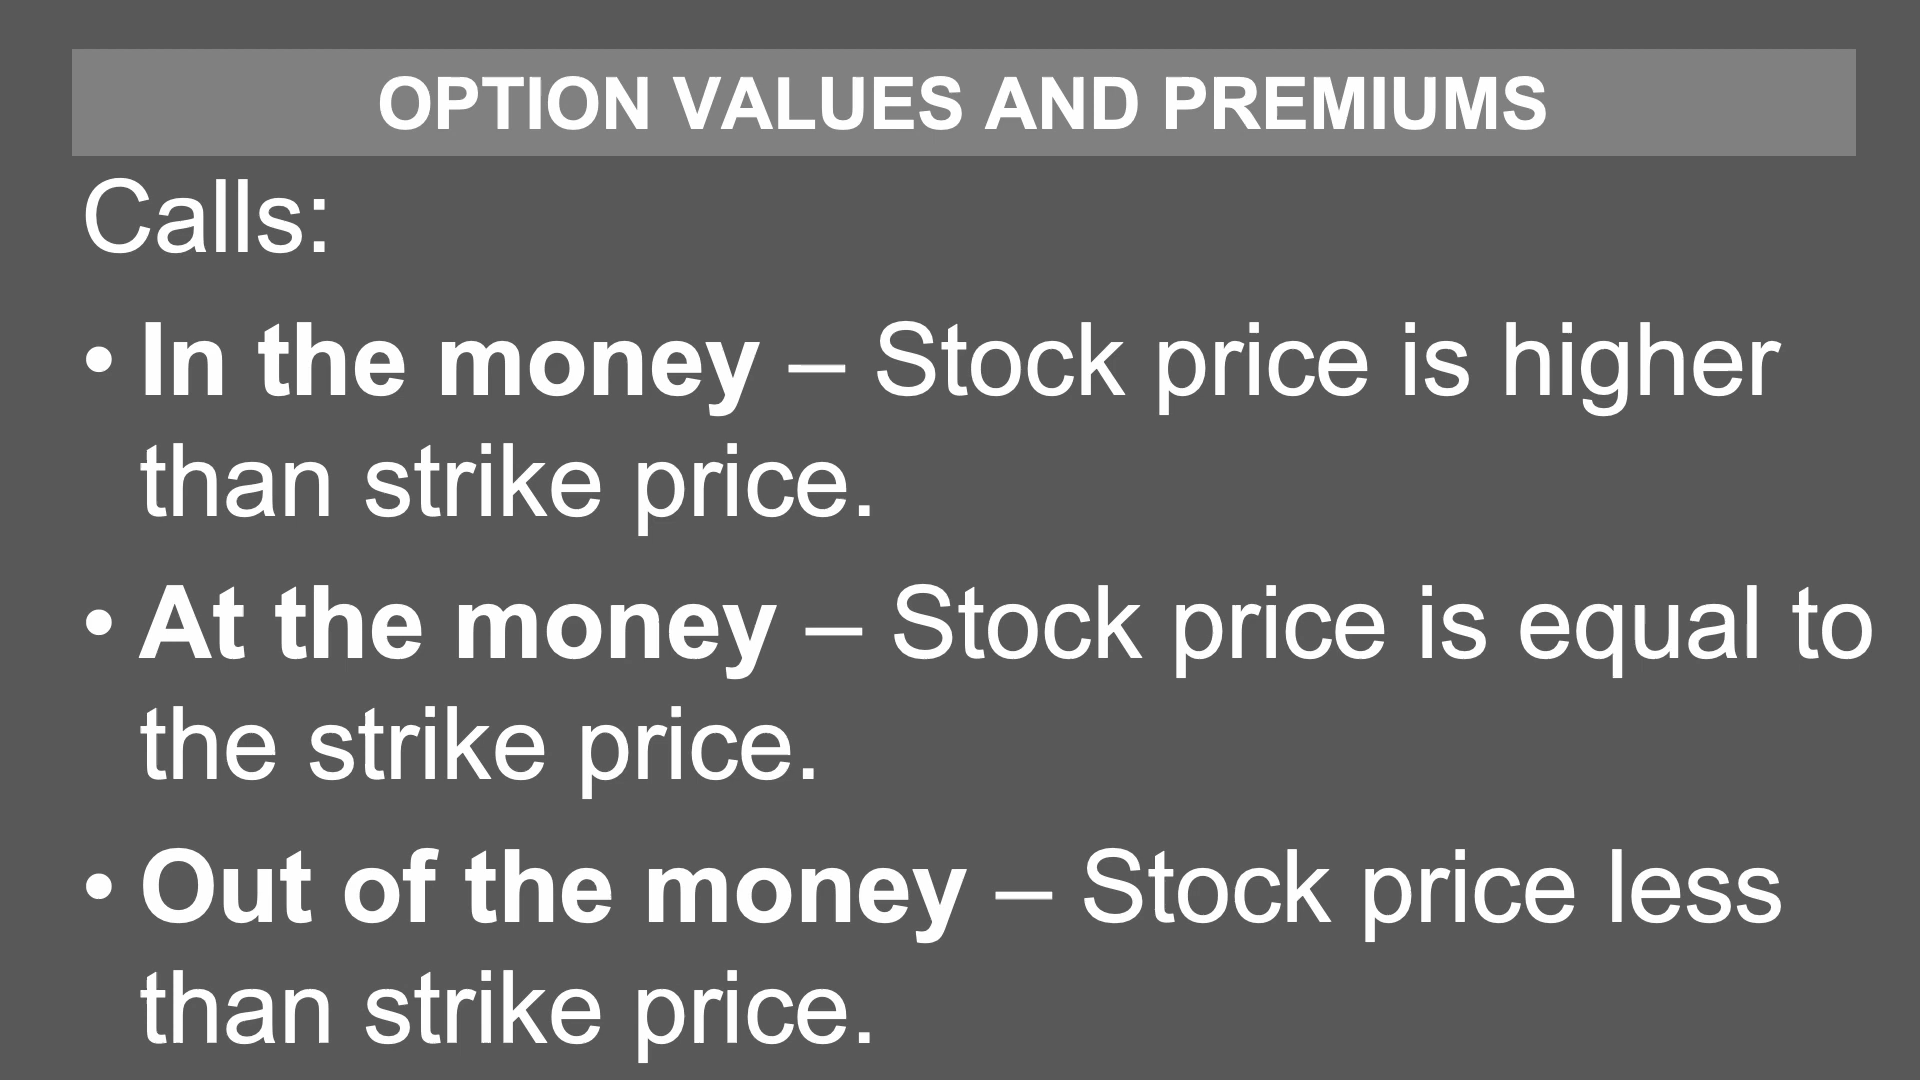 OPTION VALUES AND PREMIUMS
Calls:
• In the money – Stock price is higher
than strike price.
• At the money – Stock price is equal to
the strike price.
• Out of the money – Stock price less
than strike price.